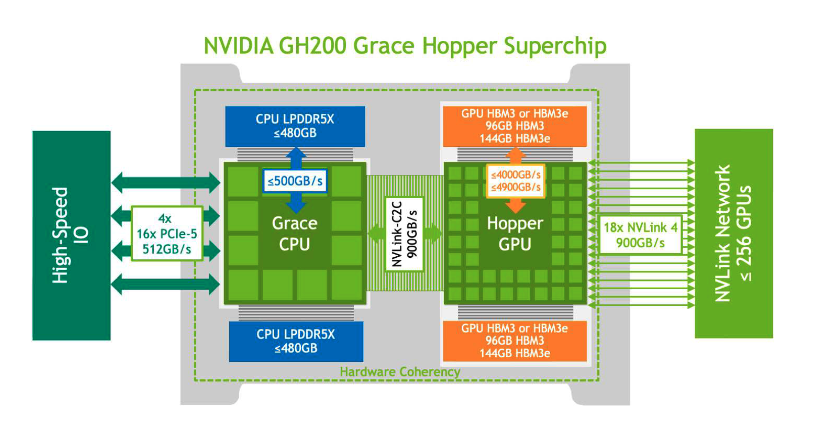 NVIDIA GH200 Grace Hopper Superchip
CPU LPDDR5X
≤480GB
GPU HBM3 or HBM3e
96GB HBM3
144GB HBM3e
≤500GB/s
≤4000GB/s
≤4900GB/s
High-Speed
IO
4x
16x PCIe-5
512GB/s
Grace
CPU
NVLink-C2C
900GB/s
Hopper
GPU
18x NVLink 4
900GB/s
NVLink Network
≤ 256 GPUs
CPU LPDDR5X
≤480GB
GPU HBM3 or HBM3e
96GB HBM3
144GB HBM3e
Hardware Coherency